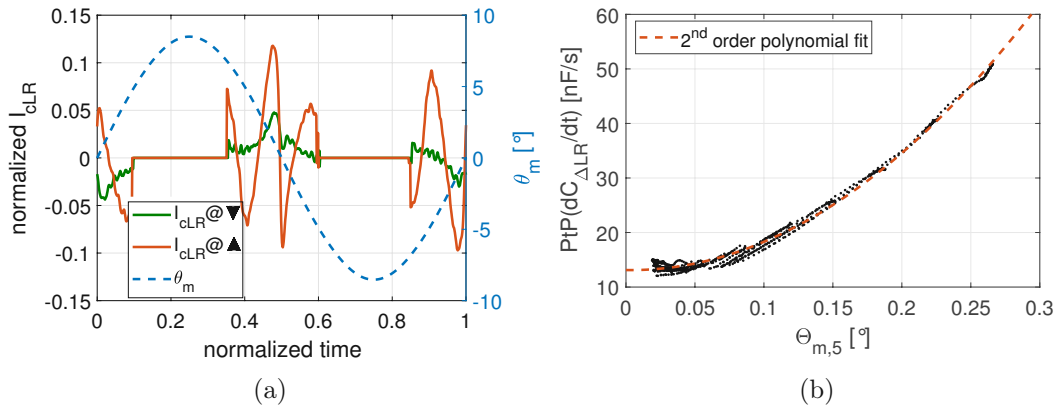 0.15
0.1
0.05
0
-0.05
-0.1
-0.15
normalized I_cLR
10
5
0
-5
-10
θ_m [°]
I_cLR@▼
I_cLR@▲
θ_m
0 0.2 0.4 0.6 0.8 1
normalized time
(a)
60
50
40
30
20
10
PtP(dC_ΔLR/dt) [nF/s]
2^nd order polynomial fit
0 0.05 0.1 0.15 0.2 0.25 0.3
Θ_m,5 [°]
(b)